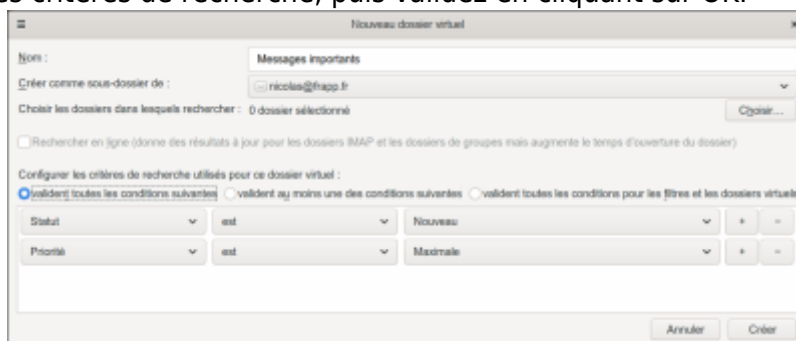 es critères de recherche, puis validez en cliquant sur OK.
Nouveau dossier virtuel
Nom : Messages importants
Créer comme sous-dossier de : nicolas@frapp.fr
Choisir les dossiers dans lesquels rechercher : 0 dossier sélectionné Choisir...
Rechercher en ligne (donne des résultats à jour pour les dossiers IMAP et les dossiers de groupes mais augmente le temps d'ouverture du dossier)
Configurer les critères de recherche utilisés pour ce dossier virtuel :
valident toutes les conditions suivantes valident au moins une des conditions suivantes valident toutes les conditions pour les filtres et les dossiers virtuels
Statut est Nouveau + -
Priorité est Maximale + -
Annuler Créer